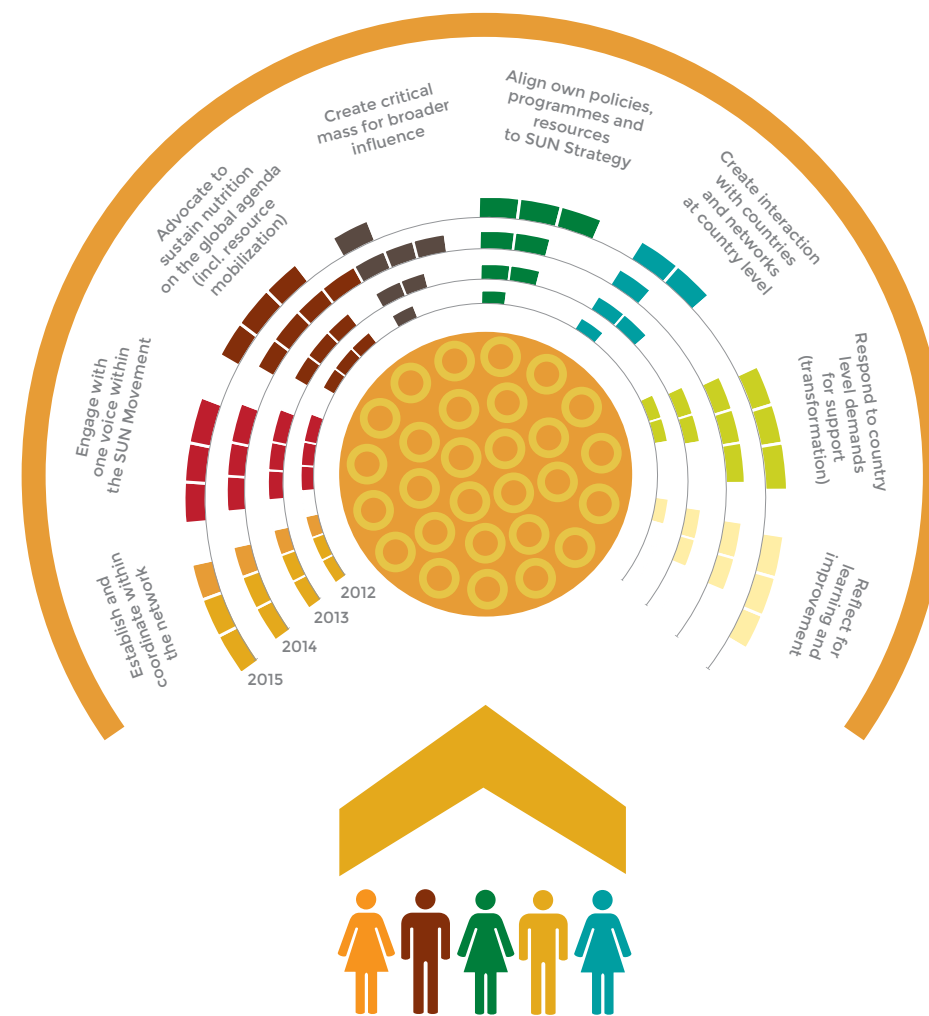 Establish and
coordinate within
the network
Engage with
one voice within
the SUN Movement
Advocate to
sustain nutrition
on the global agenda
(incl. resource
mobilization)
Create critical
mass for broader
influence
Align own policies,
programmes and
resources
to SUN Strategy
Create interaction
with countries
and networks
at country level
Respond to country
level demands
for support
(transformation)
Reflect for
learning and
improvement
2012
2013
2014
2015